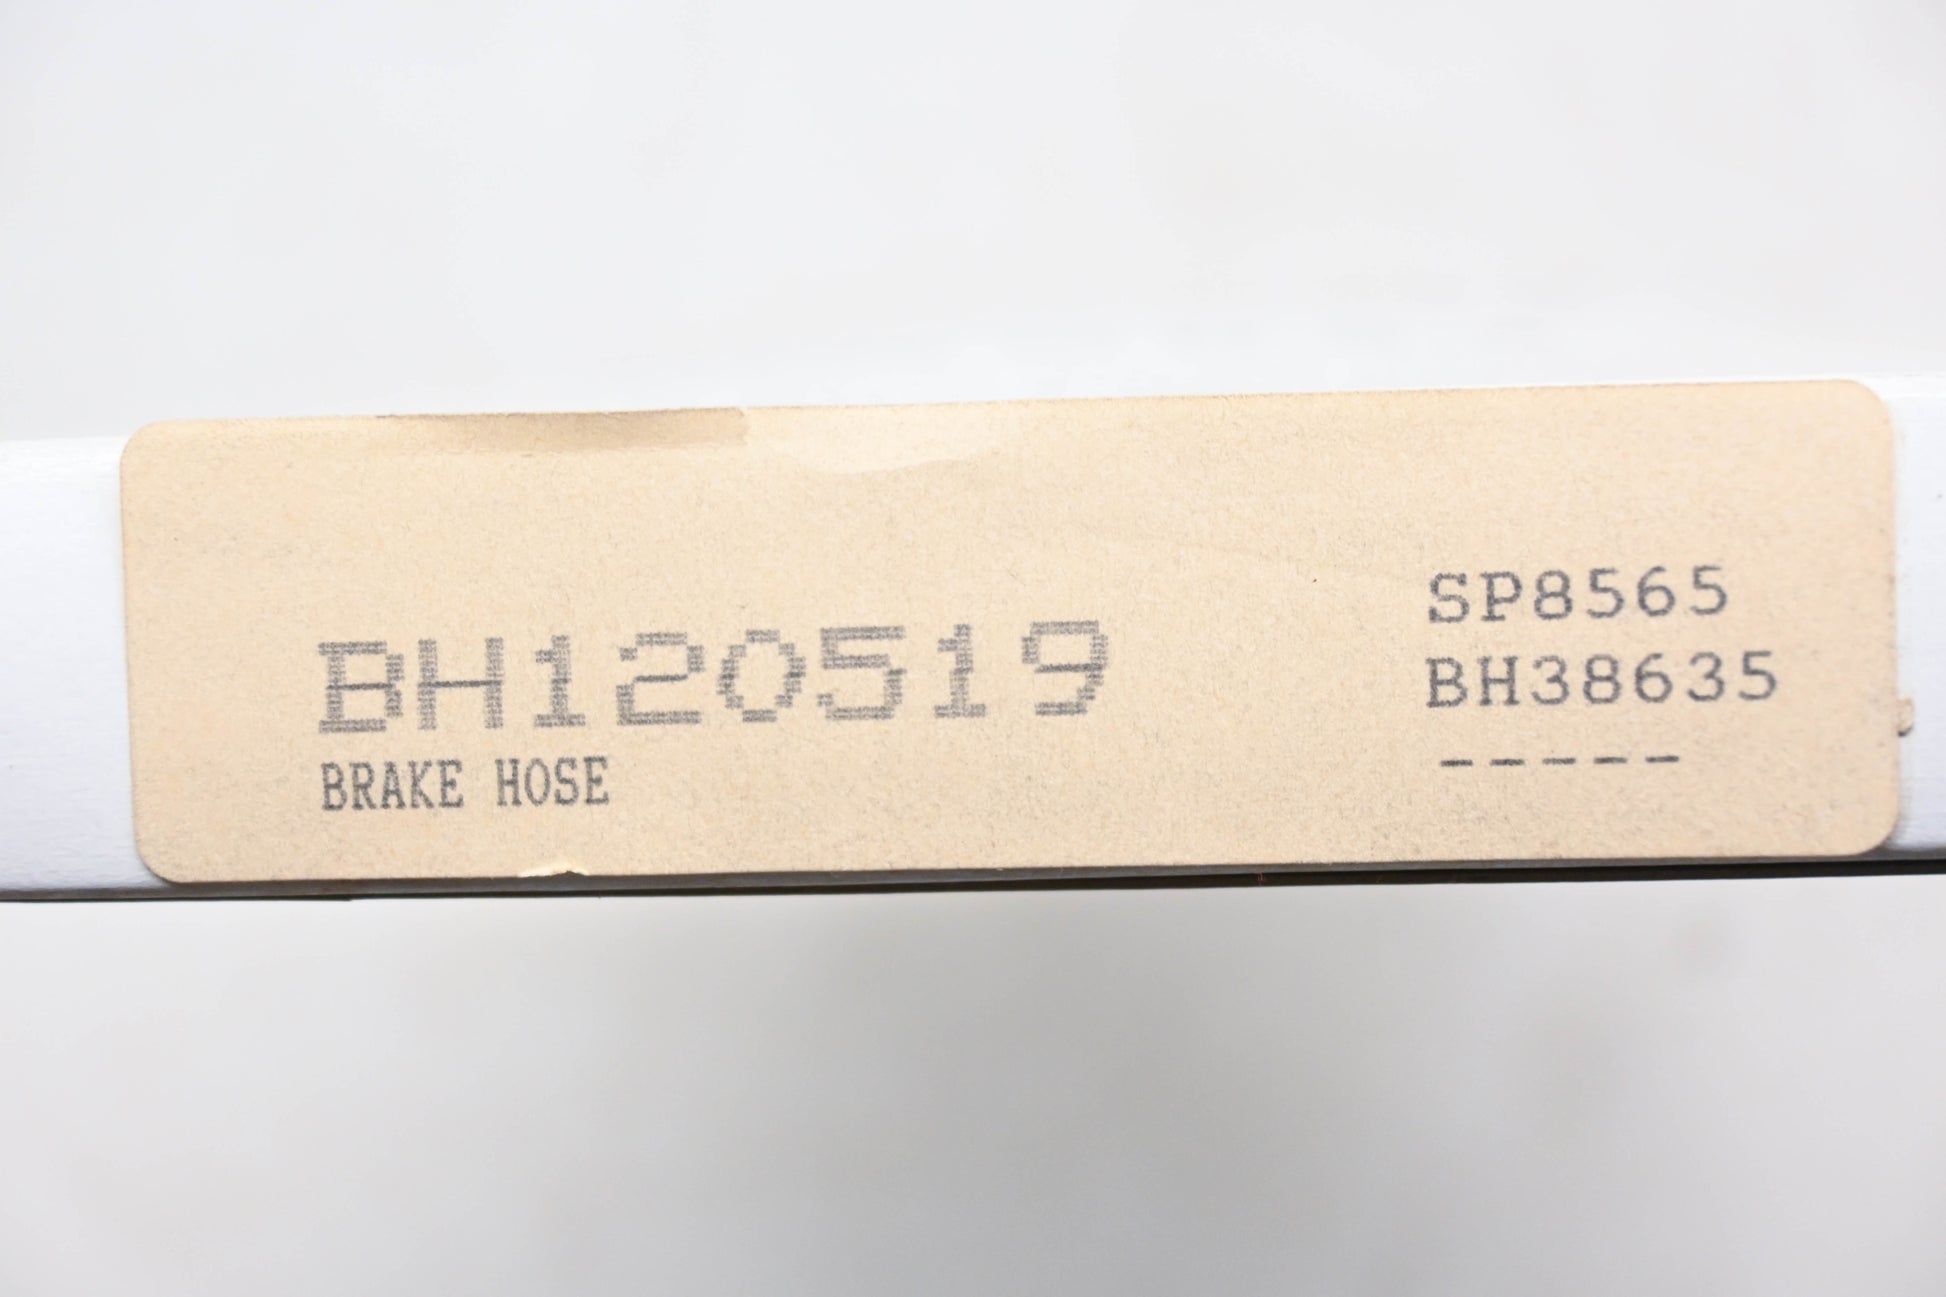 BH120519
BRAKE HOSE
SP8565
BH38635
-----